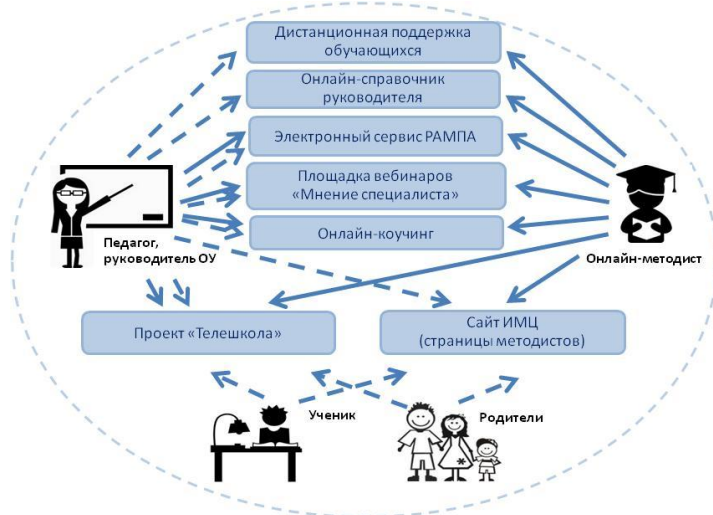 Дистанционная поддержка
обучающихся
Онлайн-справочник
руководителя
Электронный сервис РАМПА
Площадка вебинаров
«Мнение специалиста»
Онлайн-коучинг
Педагог,
руководитель ОУ
Онлайн-методист
Проект «Телешкола»
Сайт ИМЦ
(страницы методистов)
Ученик
Родители